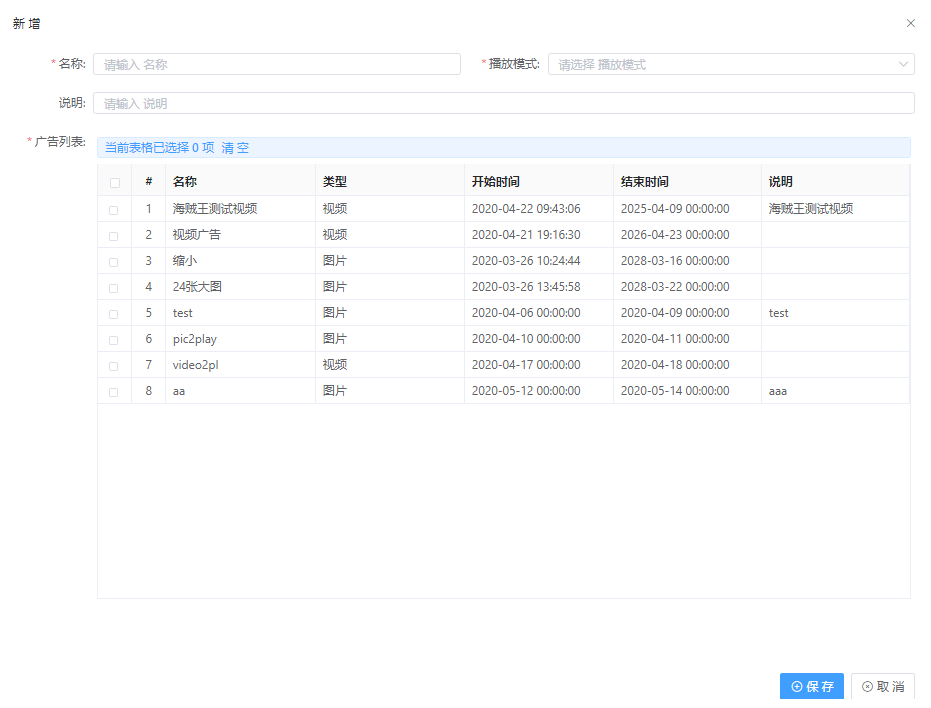 新增
* 名称: 请输入 名称 * 播放模式: 请选择 播放模式
说明: 请输入 说明
* 广告列表: 当前表格已选择 0 项 清空
# 名称 类型 开始时间 结束时间 说明
1 海贼王测试视频 视频 2020-04-22 09:43:06 2025-04-09 00:00:00 海贼王测试视频
2 视频广告 视频 2020-04-21 19:16:30 2026-04-23 00:00:00
3 缩小 图片 2020-03-26 10:24:44 2028-03-16 00:00:00
4 24张大图 图片 2020-03-26 13:45:58 2028-03-22 00:00:00
5 test 图片 2020-04-06 00:00:00 2020-04-09 00:00:00 test
6 pic2play 图片 2020-04-10 00:00:00 2020-04-11 00:00:00
7 video2pl 视频 2020-04-17 00:00:00 2020-04-18 00:00:00
8 aa 图片 2020-05-12 00:00:00 2020-05-14 00:00:00 aaa
保存 取消